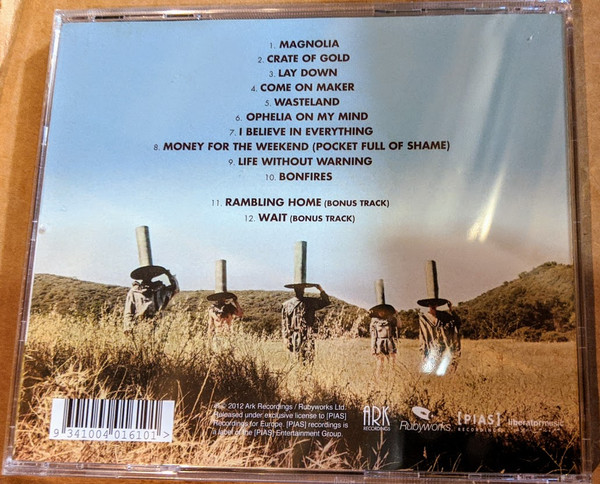 1. MAGNOLIA
2. CRATE OF GOLD
3. LAY DOWN
4. COME ON MAKER
5. WASTELAND
6. OPHELIA ON MY MIND
7. I BELIEVE IN EVERYTHING
8. MONEY FOR THE WEEKEND (POCKET FULL OF SHAME)
9. LIFE WITHOUT WARNING
10. BONFIRES
11. RAMBLING HOME (BONUS TRACK)
12. WAIT (BONUS TRACK)
2012 Ark Recordings / Rubyworks Ltd.
Released under exclusive license to [PIAS]
Recordings for Europe. [PIAS] recordings is
a label of the [PIAS] Entertainment Group.
9 341004 016101 >
ARK
RECORDINGS
Rubyworks
[PIAS]
RECORDINGS
liberatormusic